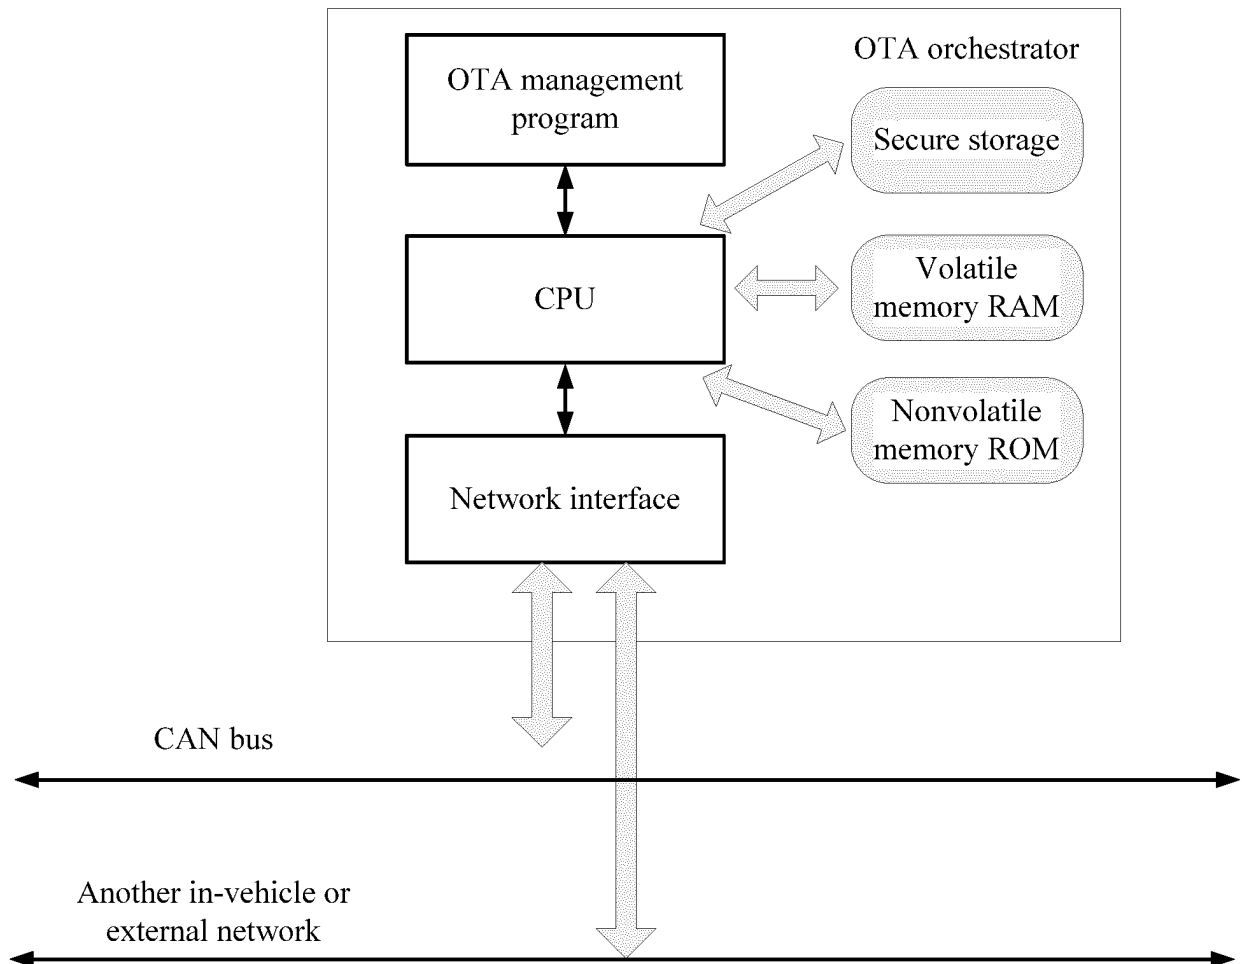 OTA orchestrator
OTA management
program
Secure storage
CPU
Volatile
memory RAM
Nonvolatile
memory ROM
Network interface
CAN bus
Another in-vehicle or
external network